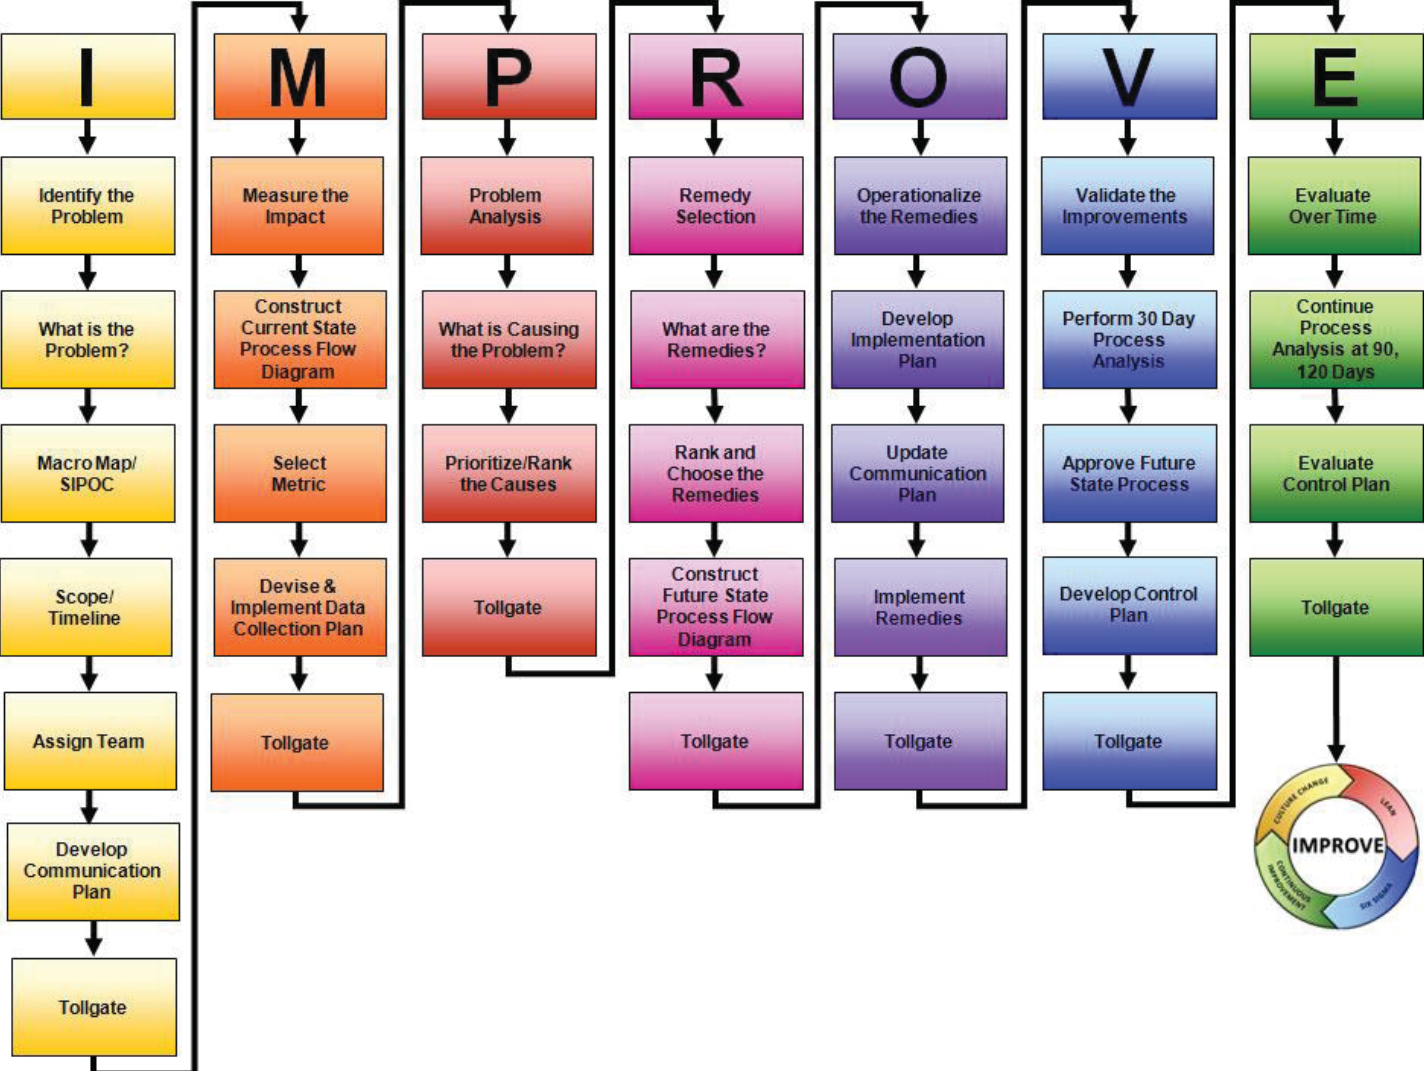 I
Identify the
Problem
What is the
Problem?
Macro Map/
SIPOC
Scope/
Timeline
Assign Team
Develop
Communication
Plan
Tollgate
M
Measure the
Impact
Construct
Current State
Process Flow
Diagram
Select
Metric
Devise &
Implement Data
Collection Plan
Tollgate
P
Problem
Analysis
What is Causing
the Problem?
Prioritize/Rank
the Causes
Tollgate
R
Remedy
Selection
What are the
Remedies?
Rank and
Choose the
Remedies
Construct
Future State
Process Flow
Diagram
Tollgate
O
Operationalize
the Remedies
Develop
Implementation
Plan
Update
Communication
Plan
Implement
Remedies
Tollgate
V
Validate the
Improvements
Perform 30 Day
Process
Analysis
Approve Future
State Process
Develop Control
Plan
Tollgate
E
Evaluate
Over Time
Continue
Process
Analysis at 90,
120 Days
Evaluate
Control Plan
Tollgate
CULTURE CHANGE
LEAN
IMPROVE
SIX SIGMA
CONTINUOUS
IMPROVEMENT